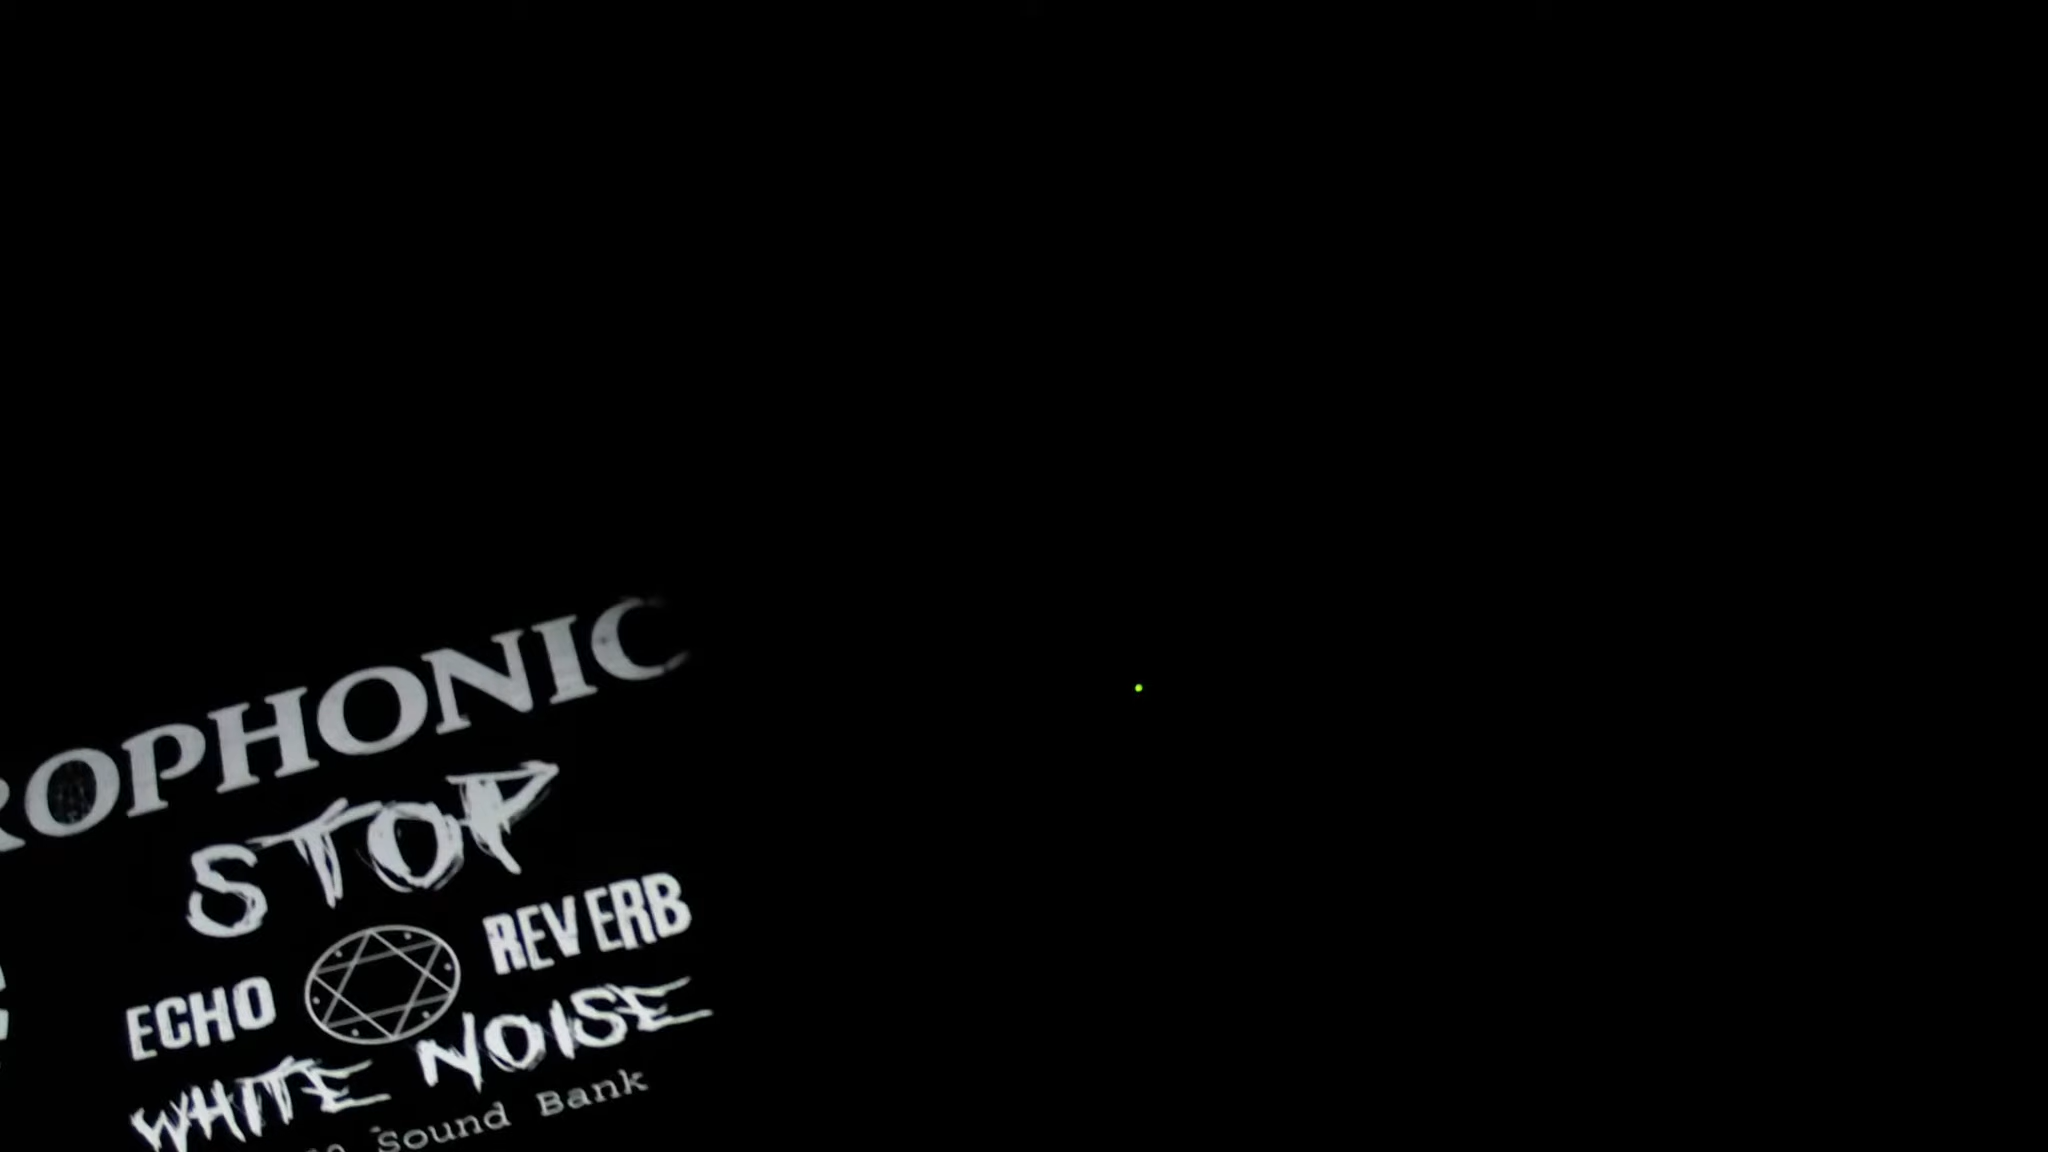 ROPHONIC
STOP
ECHO REVERB
WHITE NOISE
Sound Bank